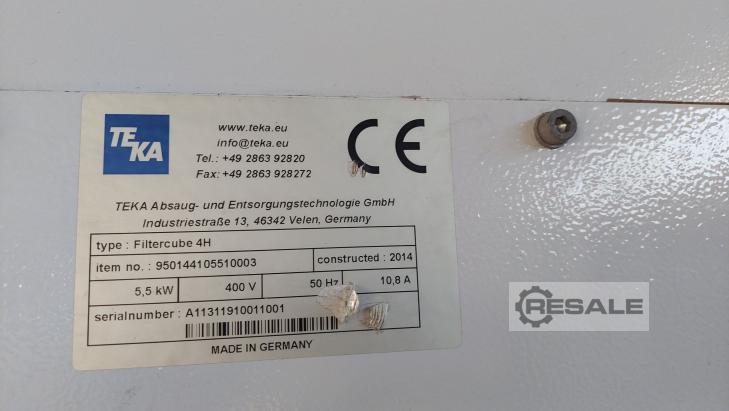 TEKA
www.teka.eu
info@teka.eu
Tel.: +49 2863 92820
Fax: +49 2863 928272
CE
TEKA Absaug- und Entsorgungstechnologie GmbH
Industriestraße 13, 46342 Velen, Germany
type : Filtercube 4H
item no. : 950144105510003 constructed : 2014
5,5 kW 400 V 50 Hz 10,8 A
serialnumber : A11311910011001
MADE IN GERMANY
RESALE